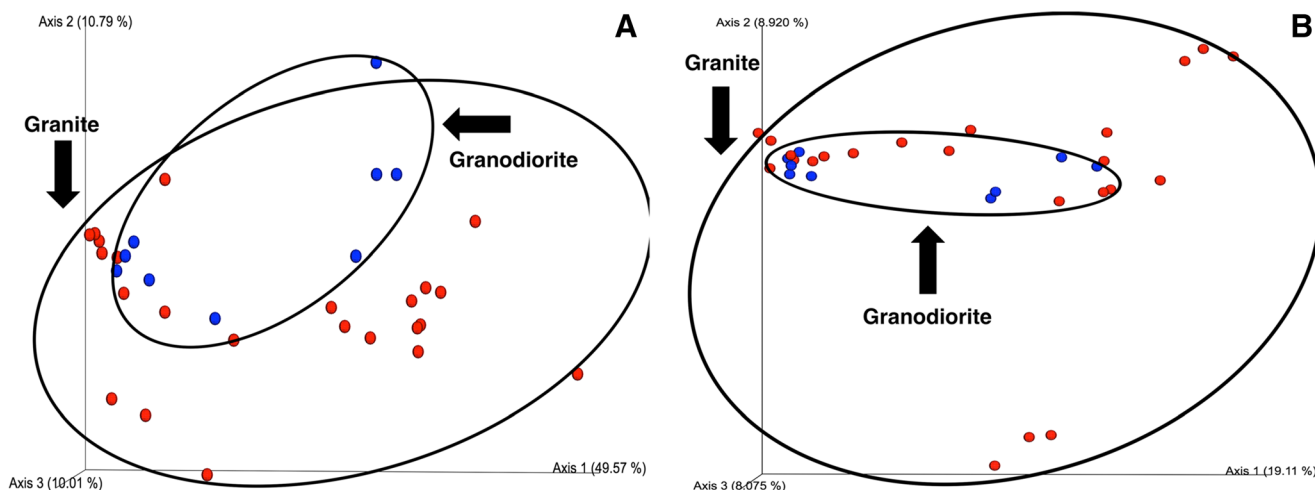 Axis 2 (10.79 %)
A
Granite
Granodiorite
Axis 3 (10.01 %)
Axis 1 (49.57 %)
Axis 2 (8.920 %)
B
Granite
Granodiorite
Axis 3 (8.075 %)
Axis 1 (19.11 %)